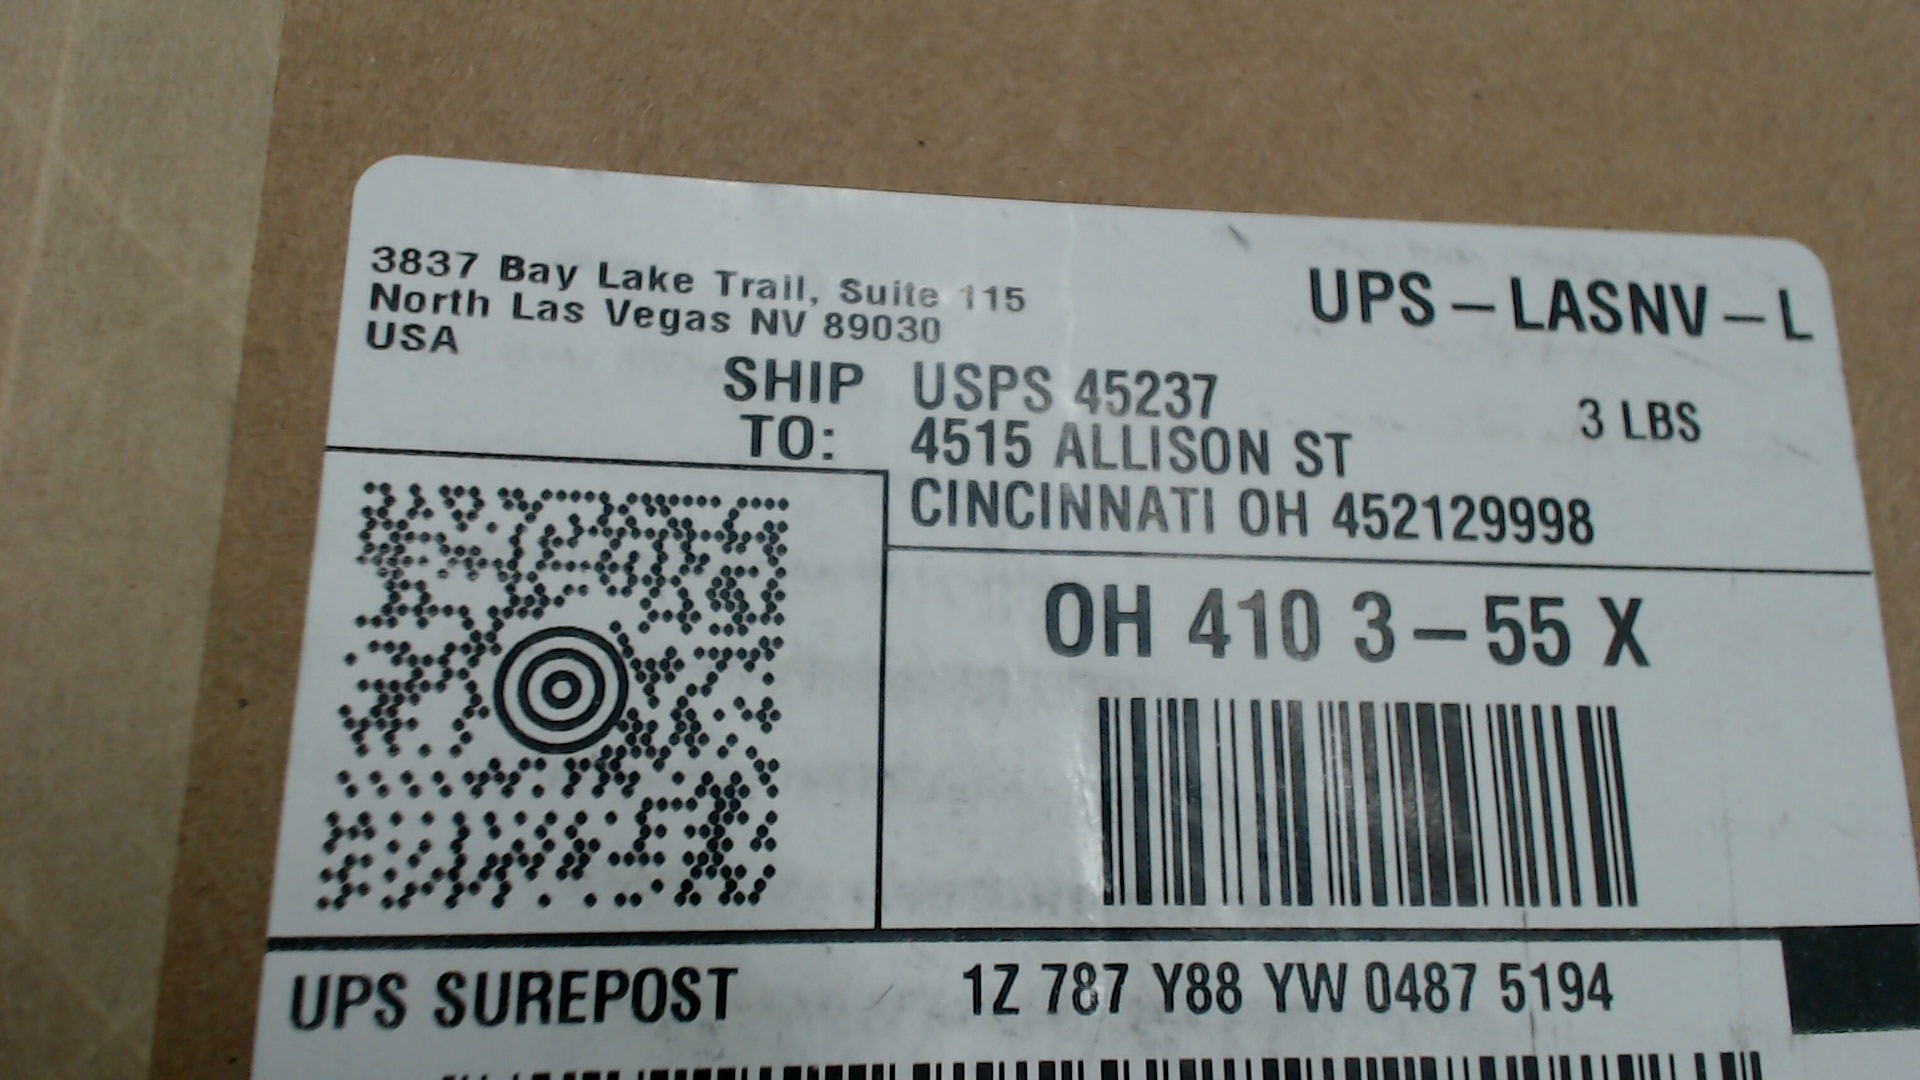 3837 Bay Lake Trail, Suite 115
North Las Vegas NV 89030
USA
UPS-LASNV-L
3 LBS
SHIP TO:
USPS 45237
4515 ALLISON ST
CINCINNATI OH 452129998
OH 410 3-55 X
UPS SUREPOST
1Z 787 Y88 YW 0487 5194